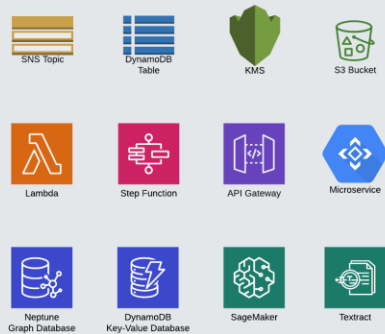 SNS Topic
DynamoDB
Table
KMS
S3 Bucket
Lambda
Step Function
API Gateway
Microservice
Neptune
Graph Database
DynamoDB
Key-Value Database
SageMaker
Textract